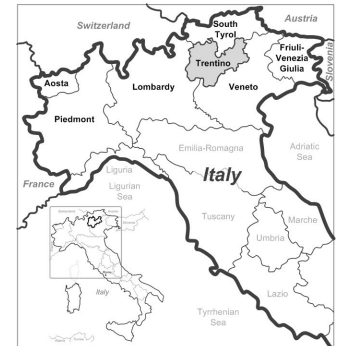 Switzerland
Austria
South
Tyrol
Slovenia
Trentino
Friuli-
Venezia
Giulia
Aosta
Lombardy
Veneto
Piedmont
Emilia-Romagna
Adriatic
Sea
France
Liguria
Ligurian
Sea
Italy
Tuscany
Marche
Umbria
Italy
Lazio
Tyrrhenian
Sea